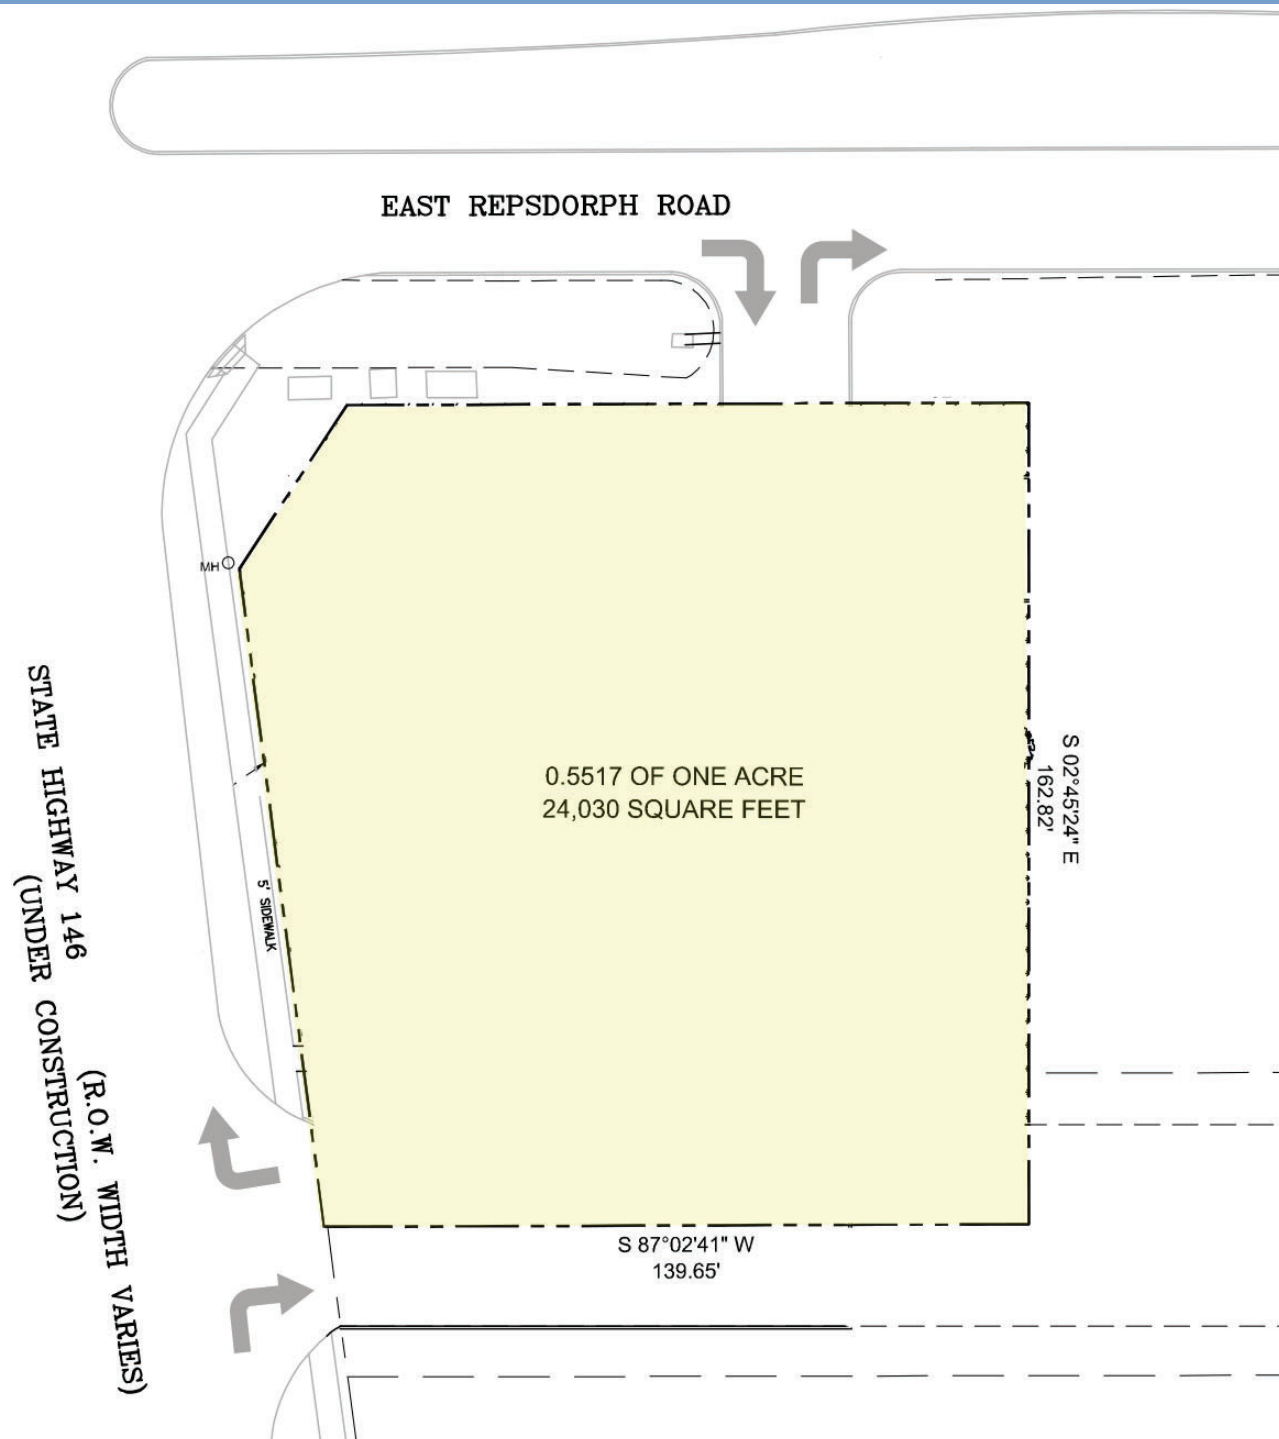 EAST REPSDORPH ROAD
MH
STATE HIGHWAY 146
(UNDER CONSTRUCTION)
(R.O.W. WIDTH VARIES)
5' SIDEWALK
0.5517 OF ONE ACRE
24,030 SQUARE FEET
S 02°45'24" E
162.82'
S 87°02'41" W
139.65'